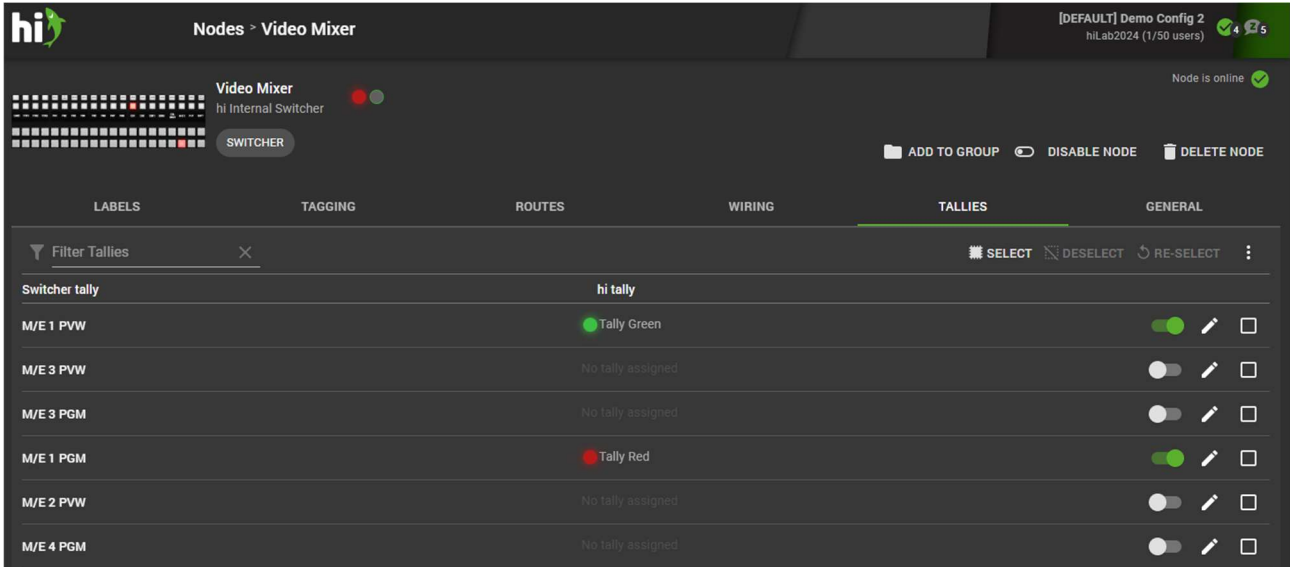 hi
Nodes > Video Mixer
[DEFAULT] Demo Config 2
hiLab2024 (1/50 users)
4 5
Node is online
Video Mixer
hi Internal Switcher
SWITCHER
ADD TO GROUP DISABLE NODE DELETE NODE
LABELS TAGGING ROUTES WIRING TALLIES GENERAL
Filter Tallies SELECT DESELECT RE-SELECT
Switcher tally hi tally
M/E 1 PVW Tally Green
M/E 3 PVW No tally assigned
M/E 3 PGM No tally assigned
M/E 1 PGM Tally Red
M/E 2 PVW No tally assigned
M/E 4 PGM No tally assigned